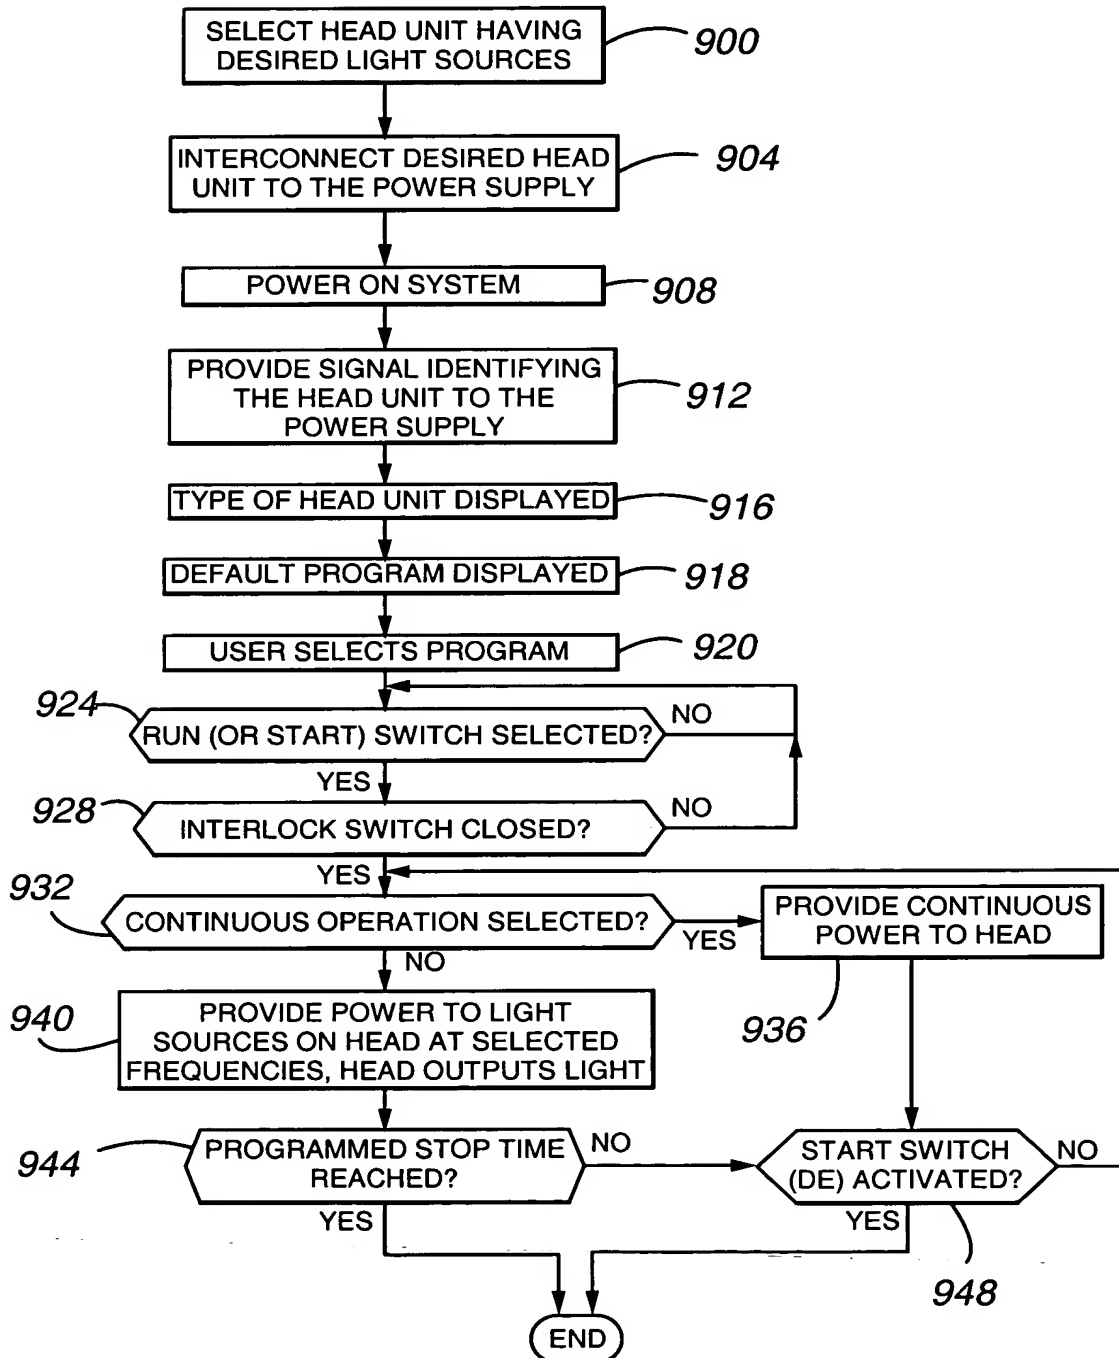 SELECT HEAD UNIT HAVING
DESIRED LIGHT SOURCES
900
INTERCONNECT DESIRED HEAD
UNIT TO THE POWER SUPPLY
904
POWER ON SYSTEM
908
PROVIDE SIGNAL IDENTIFYING
THE HEAD UNIT TO THE
POWER SUPPLY
912
TYPE OF HEAD UNIT DISPLAYED
916
DEFAULT PROGRAM DISPLAYED
918
USER SELECTS PROGRAM
920
924
RUN (OR START) SWITCH SELECTED?
NO
YES
928
INTERLOCK SWITCH CLOSED?
NO
YES
932
CONTINUOUS OPERATION SELECTED?
YES
NO
PROVIDE CONTINUOUS
POWER TO HEAD
936
940
PROVIDE POWER TO LIGHT
SOURCES ON HEAD AT SELECTED
FREQUENCIES, HEAD OUTPUTS LIGHT
944
PROGRAMMED STOP TIME
REACHED?
NO
YES
START SWITCH
(DE) ACTIVATED?
NO
YES
948
END